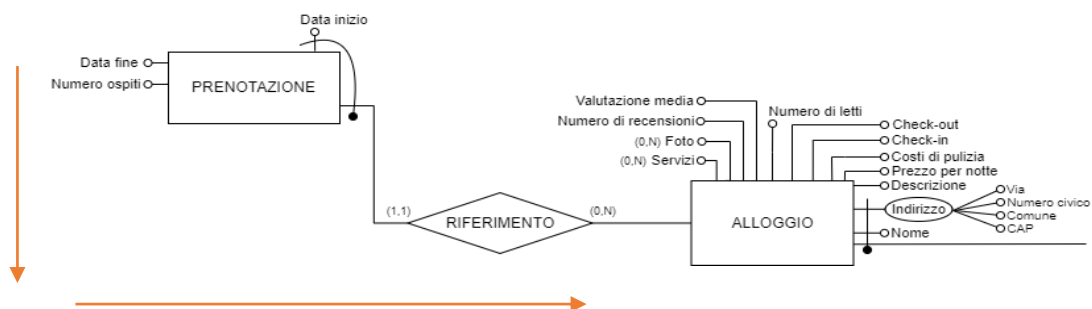 Data inizio
Data fine
Numero ospiti
PRENOTAZIONE
Valutazione media
Numero di letti
Numero di recensioni
Check-out
(0,N) Foto
Check-in
(0,N) Servizi
Costi di pulizia
Prezzo per notte
Descrizione
Via
Indirizzo
Numero civico
(1,1)
RIFERIMENTO
(0,N)
ALLOGGIO
Comune
Nome
CAP